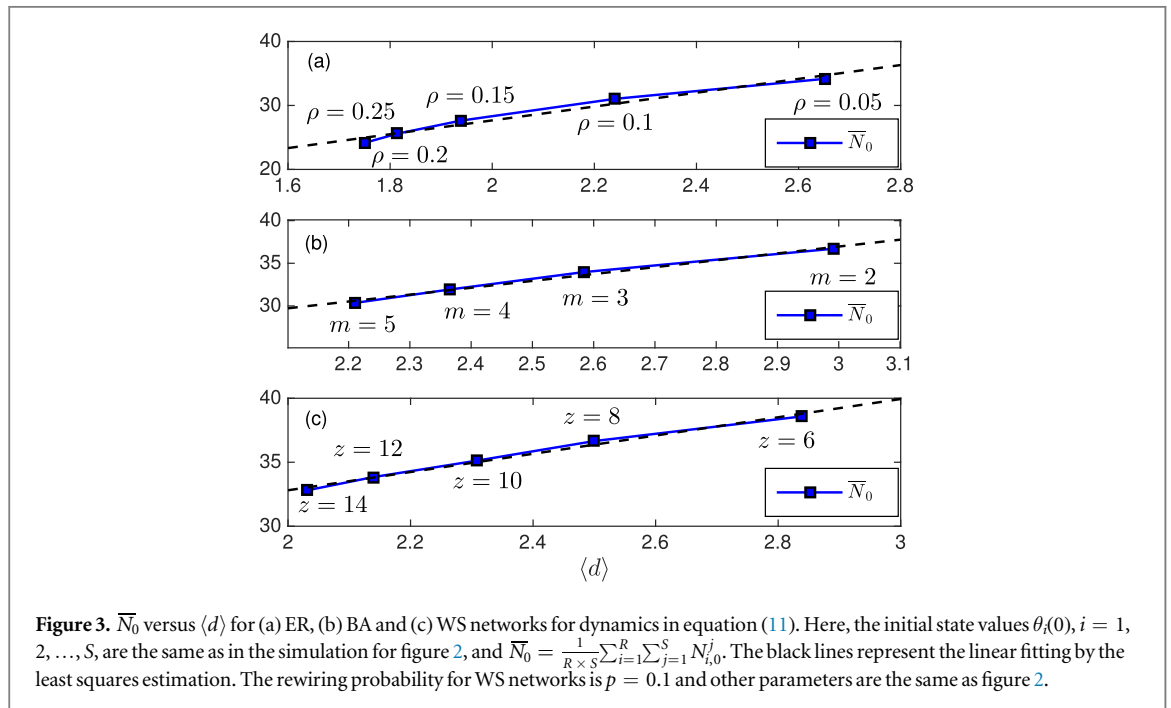 40
(a)
ρ = 0.15
ρ = 0.25
30
ρ = 0.05
ρ = 0.1
N̅₀
ρ = 0.2
20
1.6 1.8 2 2.2 2.4 2.6 2.8
40
(b)
35
m = 2
m = 3
30
m = 4
m = 5
N̅₀
2.2 2.3 2.4 2.5 2.6 2.7 2.8 2.9 3 3.1
40
(c)
z = 8
z = 12
z = 6
35
z = 10
N̅₀
z = 14
30
2 2.2 2.4 2.6 2.8 3
⟨d⟩
Figure 3. N̅₀ versus ⟨d⟩ for (a) ER, (b) BA and (c) WS networks for dynamics in equation (11). Here, the initial state values θᵢ(0), i = 1,
2, …, S, are the same as in the simulation for figure 2, and N̅₀ = 1/(R × S) ∑ᵢ₌₁ᴿ ∑ⱼ₌₁ˢ Nʲᵢ,₀. The black lines represent the linear fitting by the
least squares estimation. The rewiring probability for WS networks is p = 0.1 and other parameters are the same as figure 2.